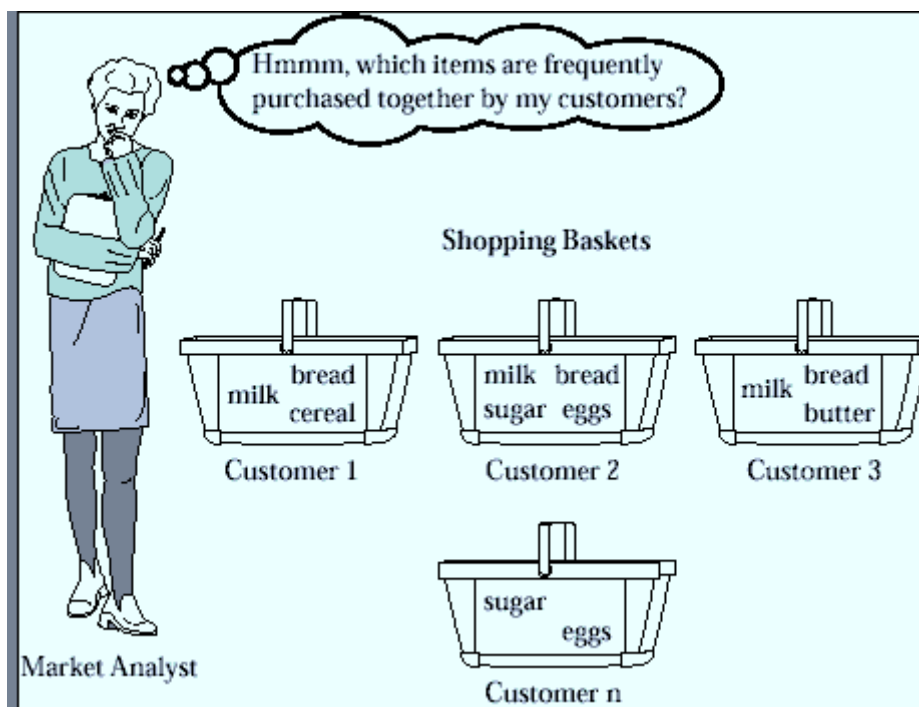 Hmmm, which items are frequently
purchased together by my customers?
Shopping Baskets
milk
bread
cereal
Customer 1
milk bread
sugar eggs
Customer 2
milk
bread
butter
Customer 3
sugar
eggs
Customer n
Market Analyst